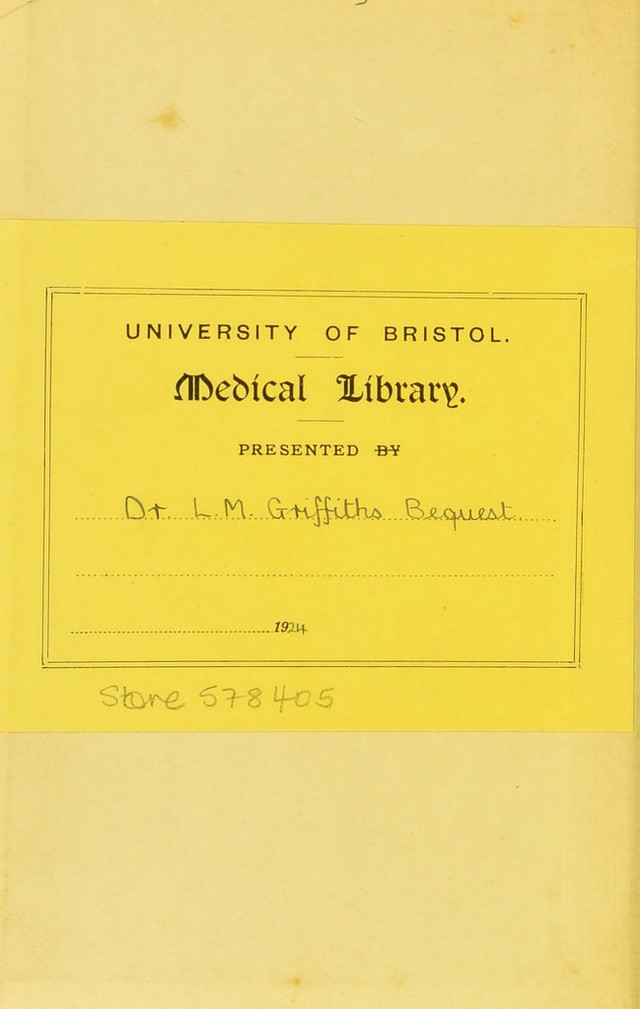 UNIVERSITY OF BRISTOL.
Medical Library.
PRESENTED BY
Dr. L.M. Griffiths Bequest.
1924
Store 578405